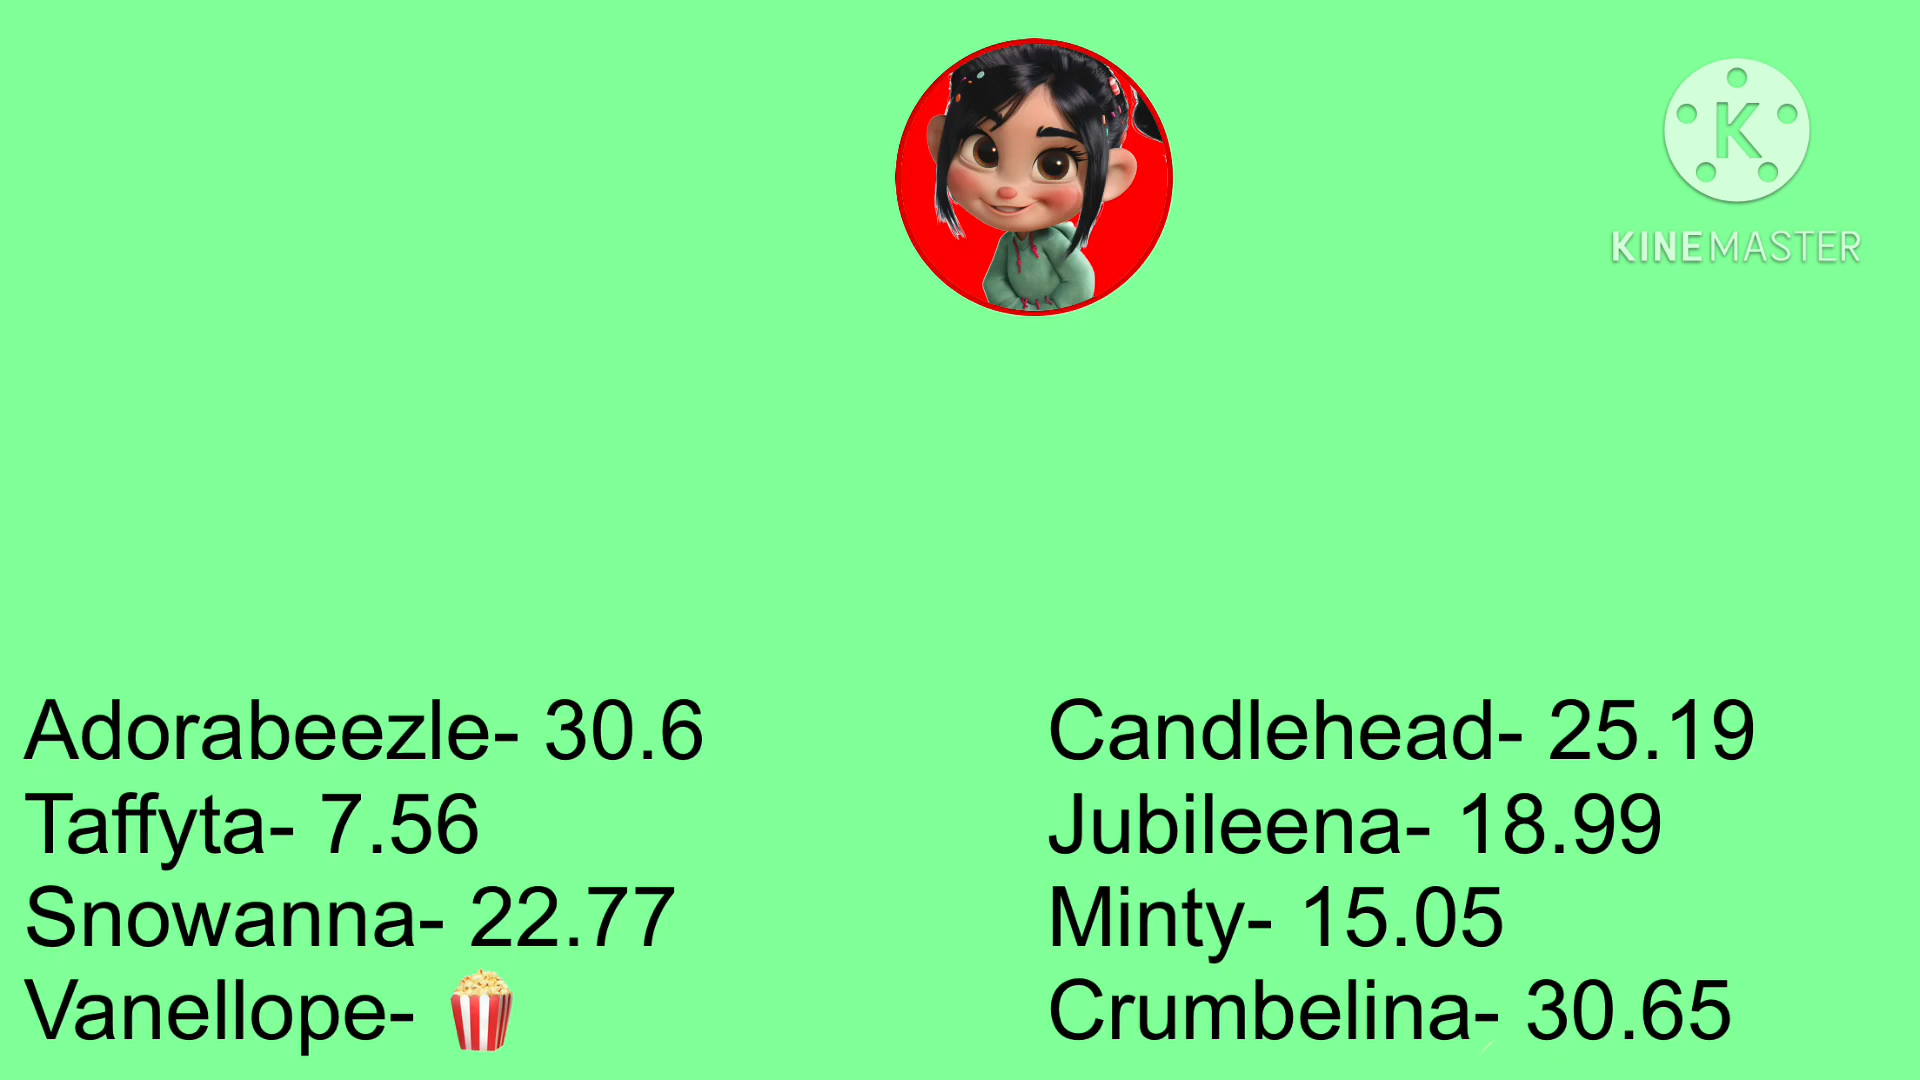 K
KINEMASTER
Adorabeezle- 30.6
Taffyta- 7.56
Snowanna- 22.77
Vanellope- 🍿
Candlehead- 25.19
Jubileena- 18.99
Minty- 15.05
Crumbelina- 30.65